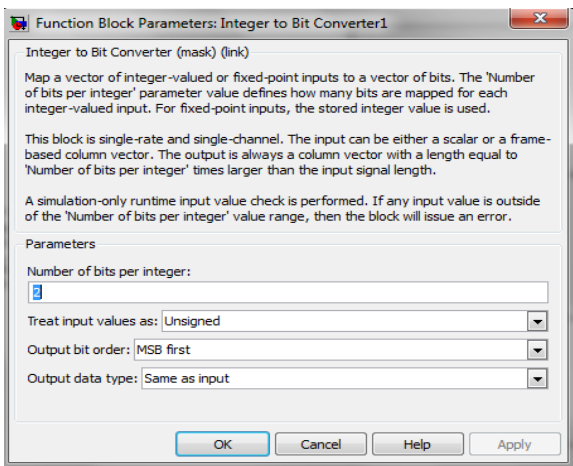 Function Block Parameters: Integer to Bit Converter1
Integer to Bit Converter (mask) (link)
Map a vector of integer-valued or fixed-point inputs to a vector of bits. The 'Number
of bits per integer' parameter value defines how many bits are mapped for each
integer-valued input. For fixed-point inputs, the stored integer value is used.
This block is single-rate and single-channel. The input can be either a scalar or a frame-
based column vector. The output is always a column vector with a length equal to
'Number of bits per integer' times larger than the input signal length.
A simulation-only runtime input value check is performed. If any input value is outside
of the 'Number of bits per integer' value range, then the block will issue an error.
Parameters
Number of bits per integer:
2
Treat input values as: Unsigned
Output bit order: MSB first
Output data type: Same as input
OK Cancel Help Apply